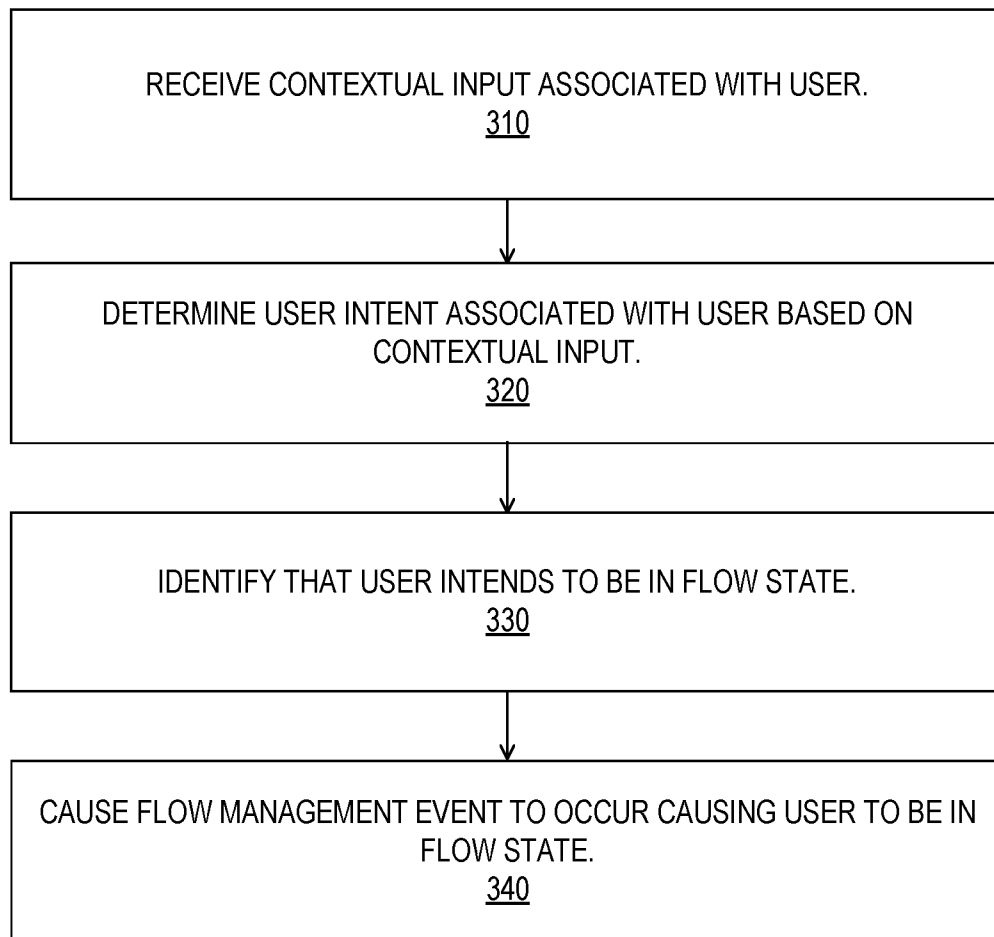 RECEIVE CONTEXTUAL INPUT ASSOCIATED WITH USER.
310
DETERMINE USER INTENT ASSOCIATED WITH USER BASED ON
CONTEXTUAL INPUT.
320
IDENTIFY THAT USER INTENDS TO BE IN FLOW STATE.
330
CAUSE FLOW MANAGEMENT EVENT TO OCCUR CAUSING USER TO BE IN
FLOW STATE.
340